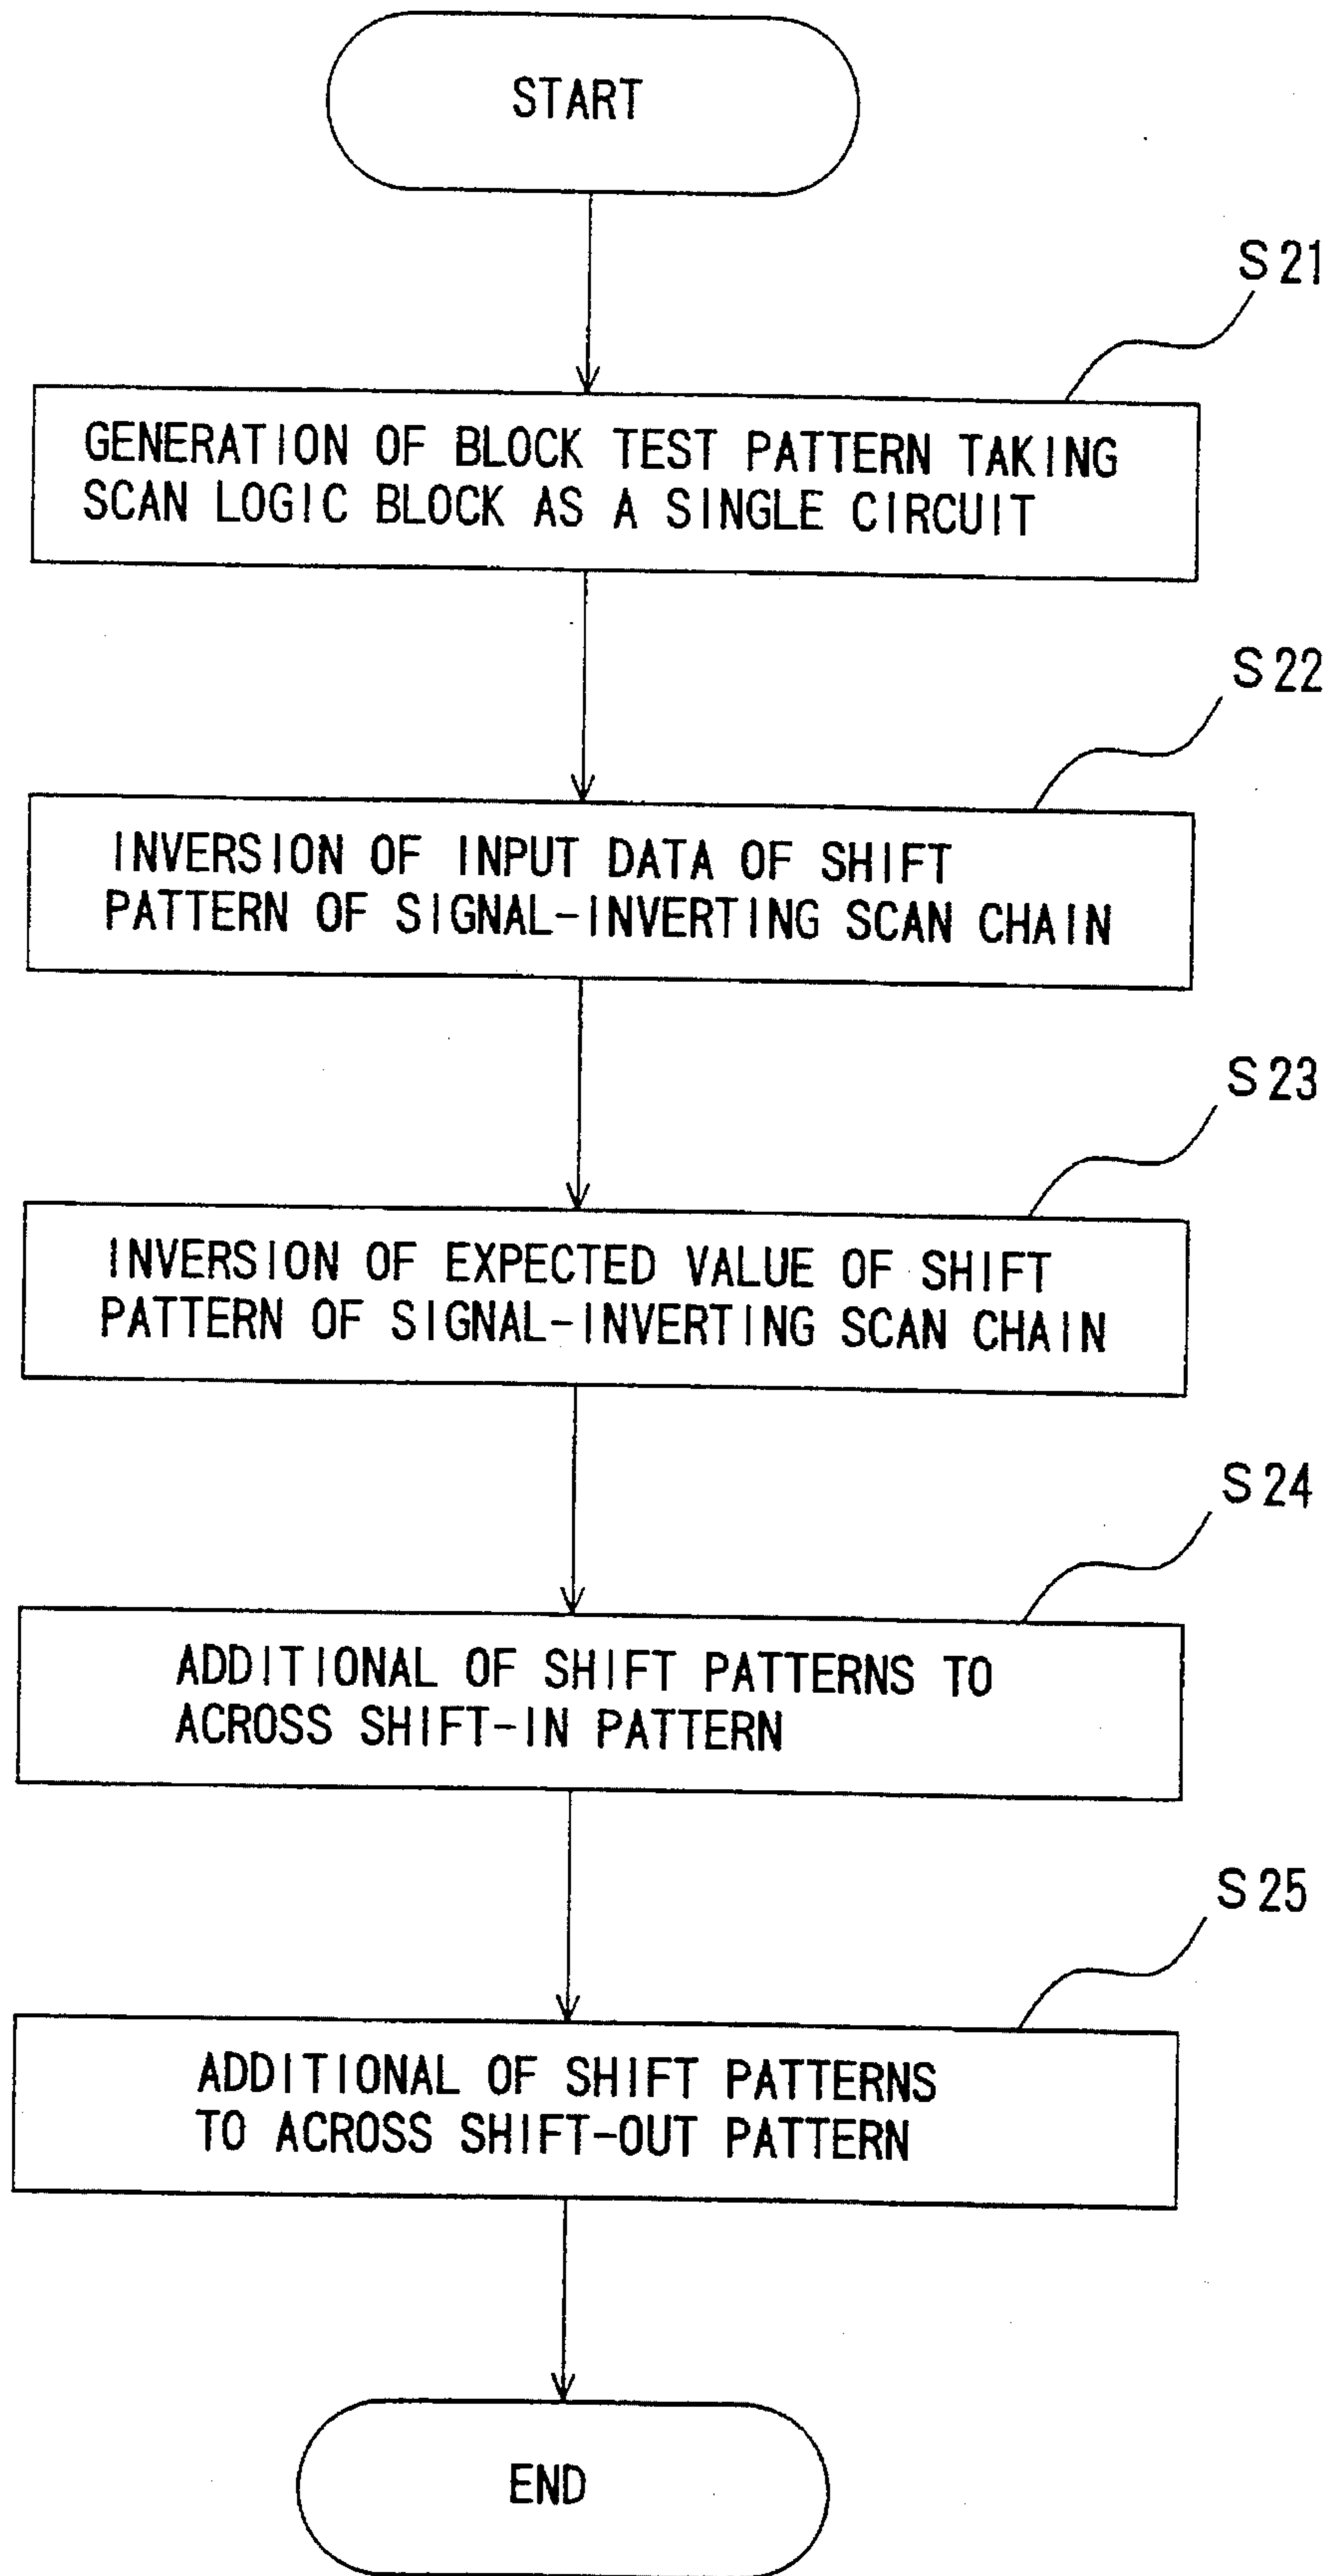 START
S21
GENERATION OF BLOCK TEST PATTERN TAKING
SCAN LOGIC BLOCK AS A SINGLE CIRCUIT
S22
INVERSION OF INPUT DATA OF SHIFT
PATTERN OF SIGNAL-INVERTING SCAN CHAIN
S23
INVERSION OF EXPECTED VALUE OF SHIFT
PATTERN OF SIGNAL-INVERTING SCAN CHAIN
S24
ADDITIONAL OF SHIFT PATTERNS TO
ACROSS SHIFT-IN PATTERN
S25
ADDITIONAL OF SHIFT PATTERNS
TO ACROSS SHIFT-OUT PATTERN
END